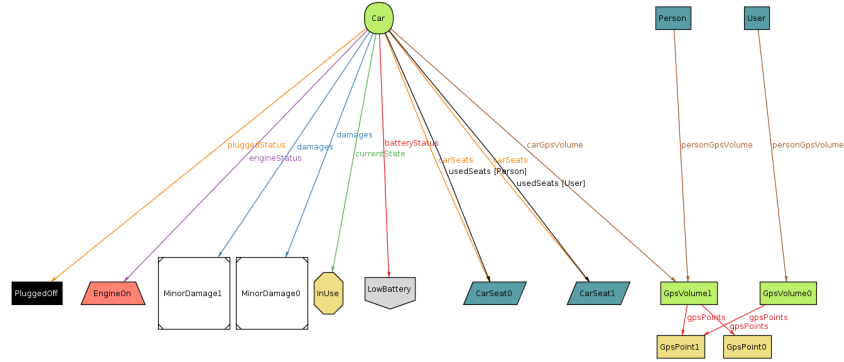 Car
Person
User
pluggedStatus
engineStatus
damages
damages
currentState
batteryStatus
carSeats
usedSeats [Person]
carSeats
usedSeats [User]
carGpsVolume
personGpsVolume
personGpsVolume
PluggedOff
EngineOn
MinorDamage1
MinorDamage0
InUse
LowBattery
CarSeat0
CarSeat1
GpsVolume1
GpsVolume0
gpsPoints
gpsPoints
gpsPoints
GpsPoint1
GpsPoint0